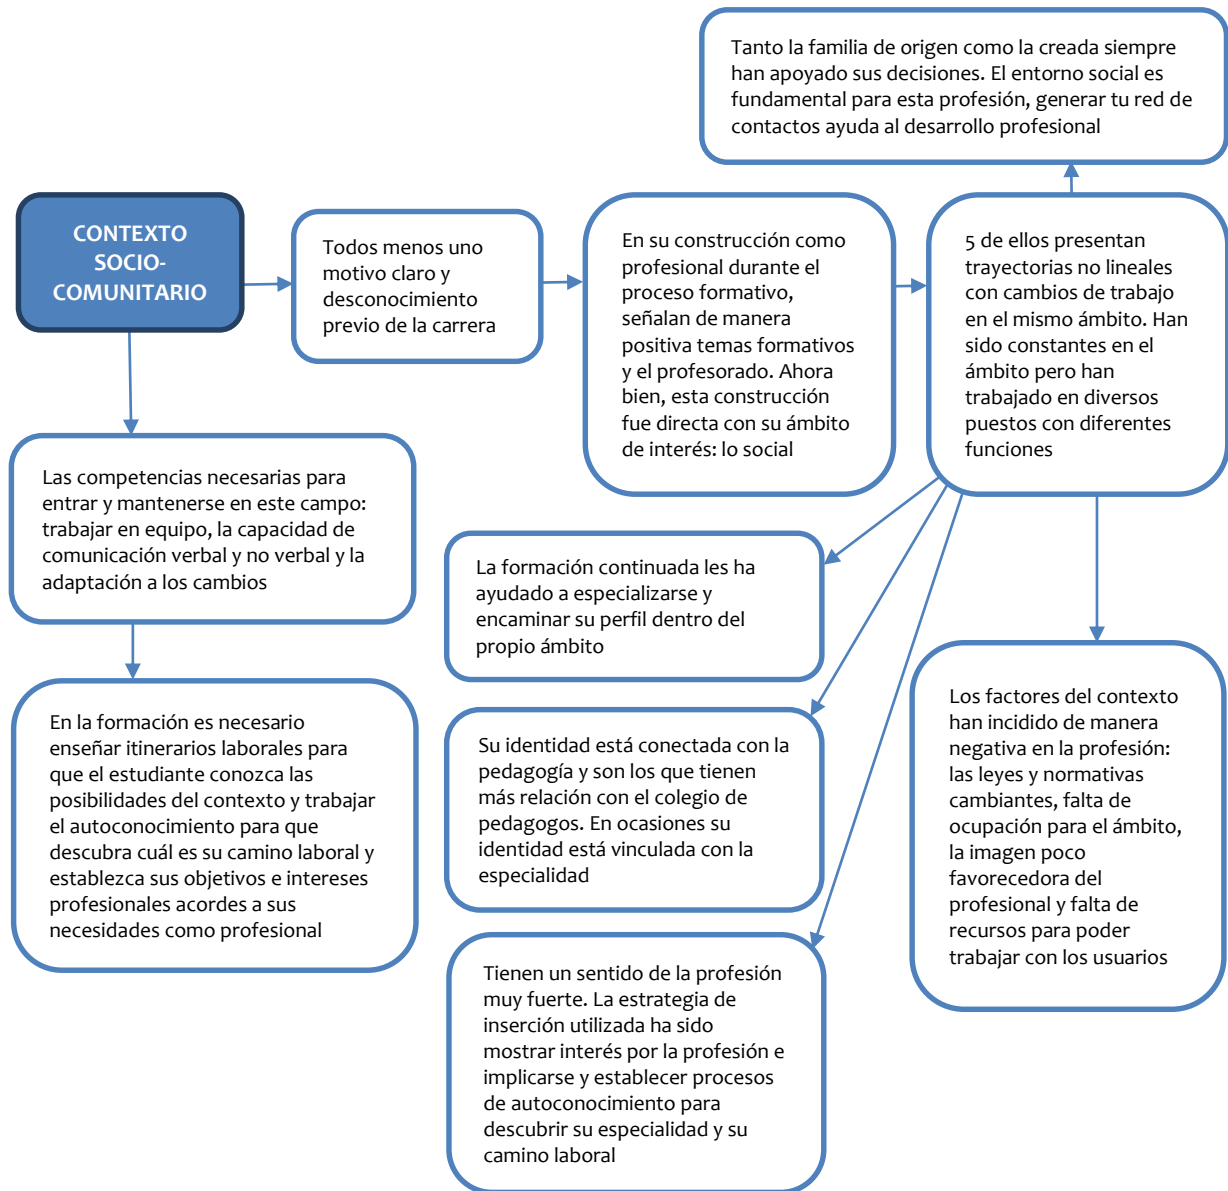 Tanto la familia de origen como la creada siempre
han apoyado sus decisiones. El entorno social es
fundamental para esta profesión, generar tu red de
contactos ayuda al desarrollo profesional
CONTEXTO
SOCIO-
COMUNITARIO
Todos menos uno
motivo claro y
desconocimiento
previo de la carrera
En su construcción como
profesional durante el
proceso formativo,
señalan de manera
positiva temas formativos
y el profesorado. Ahora
bien, esta construcción
fue directa con su ámbito
de interés: lo social
5 de ellos presentan
trayectorias no lineales
con cambios de trabajo
en el mismo ámbito. Han
sido constantes en el
ámbito pero han
trabajado en diversos
puestos con diferentes
funciones
Las competencias necesarias para
entrar y mantenerse en este campo:
trabajar en equipo, la capacidad de
comunicación verbal y no verbal y la
adaptación a los cambios
La formación continuada les ha
ayudado a especializarse y
encaminar su perfil dentro del
propio ámbito
En la formación es necesario
enseñar itinerarios laborales para
que el estudiante conozca las
posibilidades del contexto y trabajar
el autoconocimiento para que
descubra cuál es su camino laboral y
establezca sus objetivos e intereses
profesionales acordes a sus
necesidades como profesional
Su identidad está conectada con la
pedagogía y son los que tienen
más relación con el colegio de
pedagogos. En ocasiones su
identidad está vinculada con la
especialidad
Los factores del contexto
han incidido de manera
negativa en la profesión:
las leyes y normativas
cambiantes, falta de
ocupación para el ámbito,
la imagen poco
favorecedora del
profesional y falta de
recursos para poder
trabajar con los usuarios
Tienen un sentido de la profesión
muy fuerte. La estrategia de
inserción utilizada ha sido
mostrar interés por la profesión e
implicarse y establecer procesos
de autoconocimiento para
descubrir su especialidad y su
camino laboral